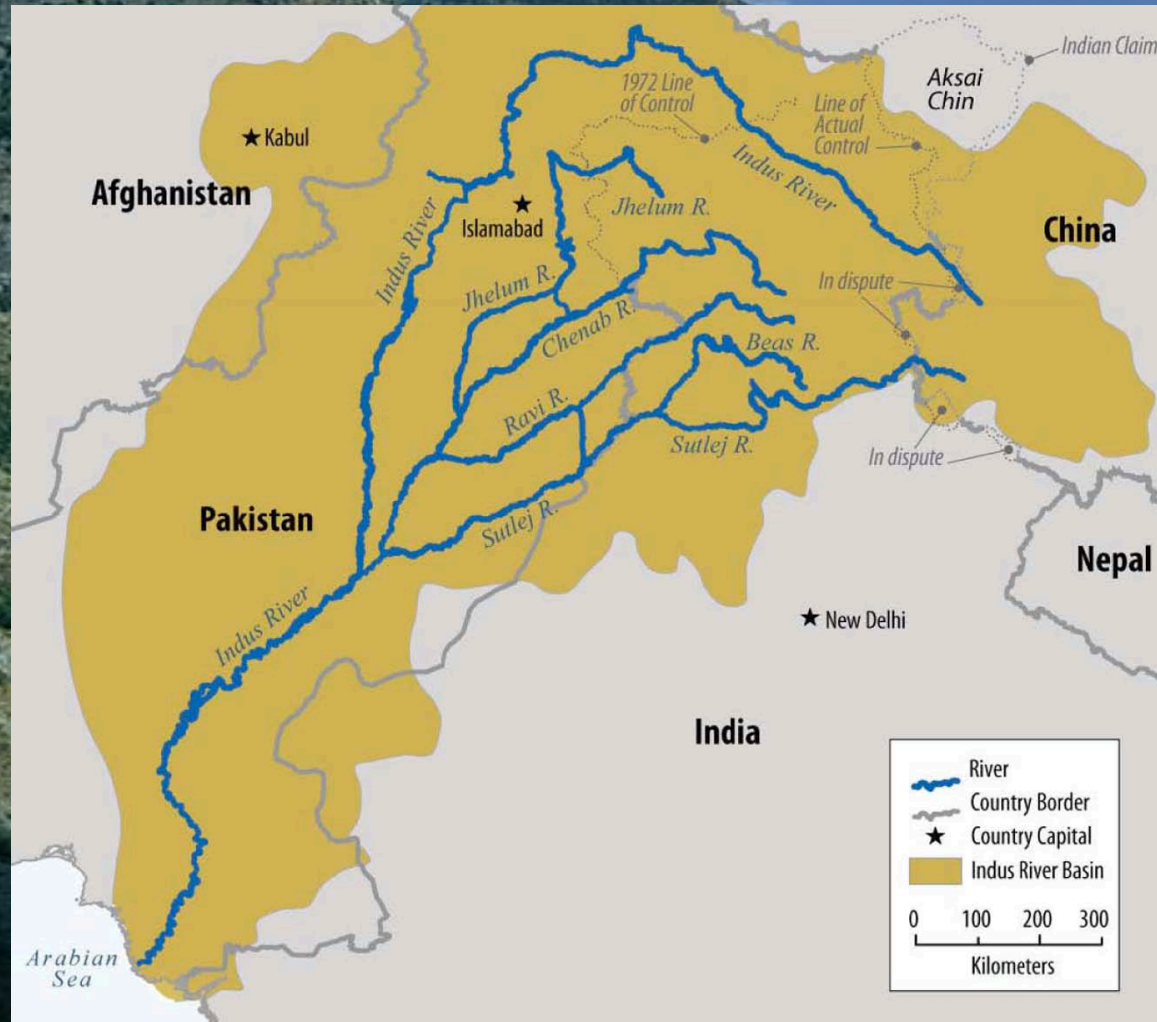 Indian Claim
Aksai
Chin
1972 Line
of Control
Line of
Actual
Control
Kabul
Afghanistan
Indus River
Islamabad
Jhelum R.
China
Indus River
Jhelum R.
In dispute
Chenab R.
Beas R.
Ravi R.
Sutlej R.
In dispute
Pakistan
Sutlej R.
Nepal
New Delhi
Indus River
India
River
Country Border
Country Capital
Indus River Basin
0 100 200 300
Kilometers
Arabian
Sea